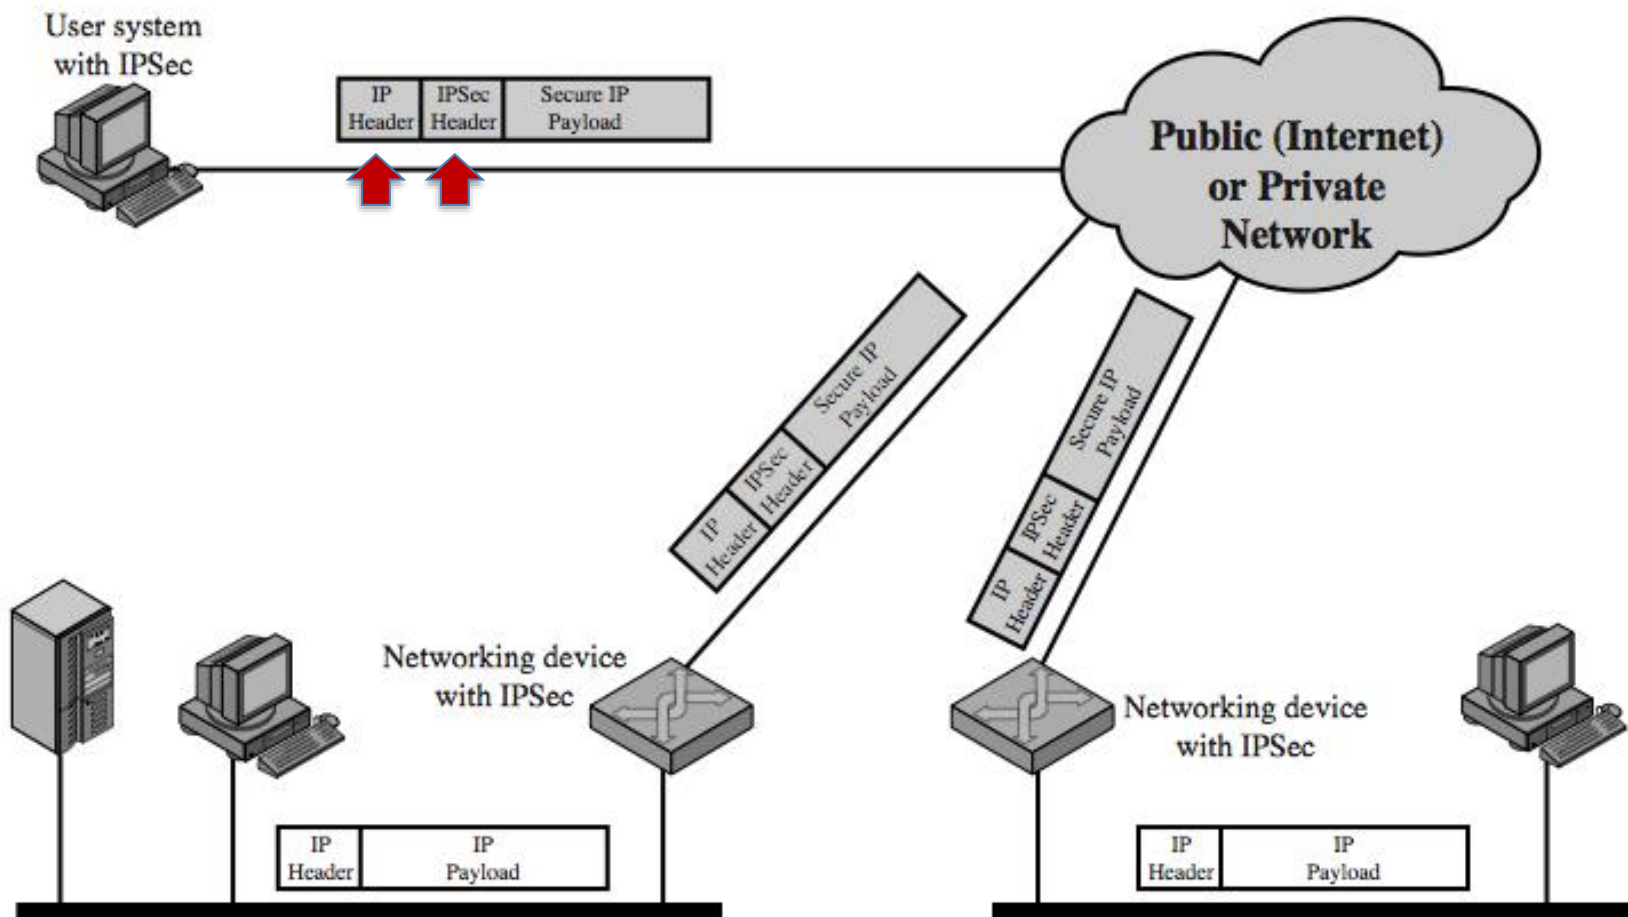 User system
with IPSec
IP
Header
IPSec
Header
Secure IP
Payload
Public (Internet)
or Private
Network
IP
Header
IPSec
Header
Secure IP
Payload
IP
Header
IPSec
Header
Secure IP
Payload
Networking device
with IPSec
Networking device
with IPSec
IP
Header
IP
Payload
IP
Header
IP
Payload